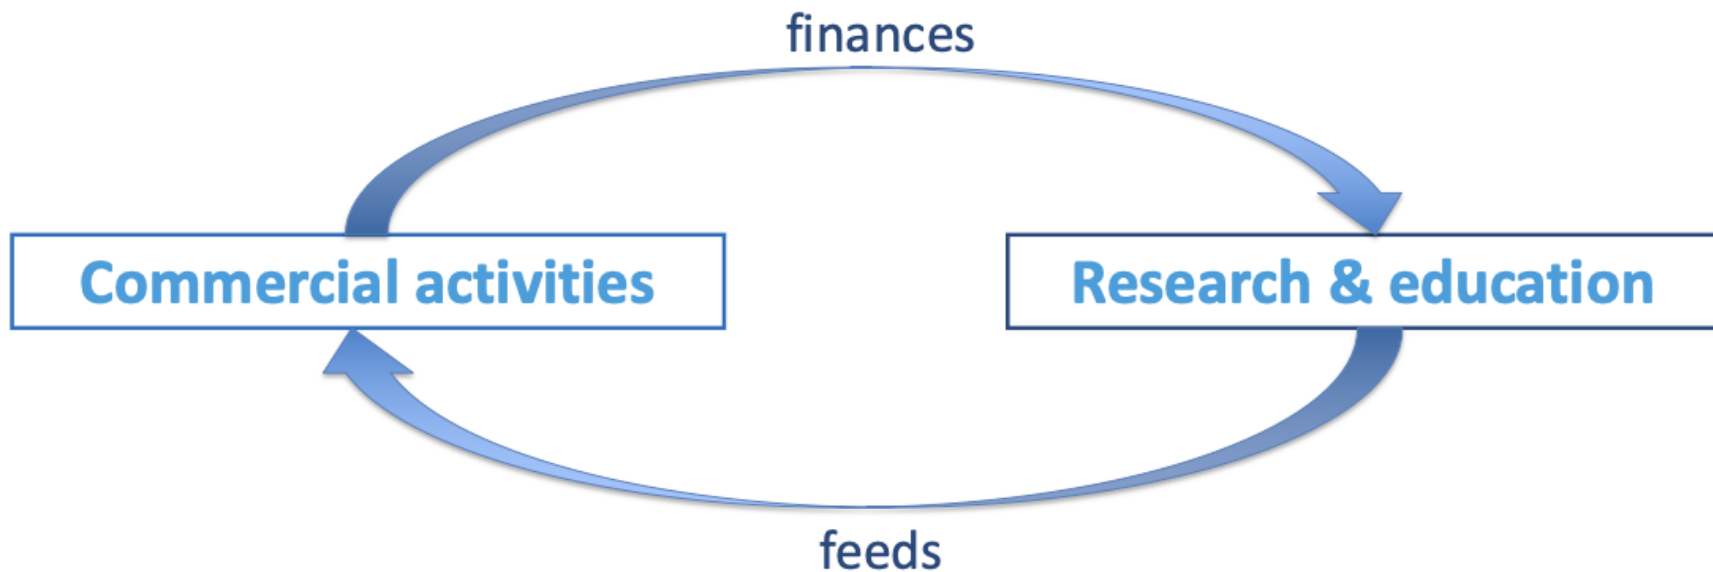 finances
Commercial activities
Research & education
feeds